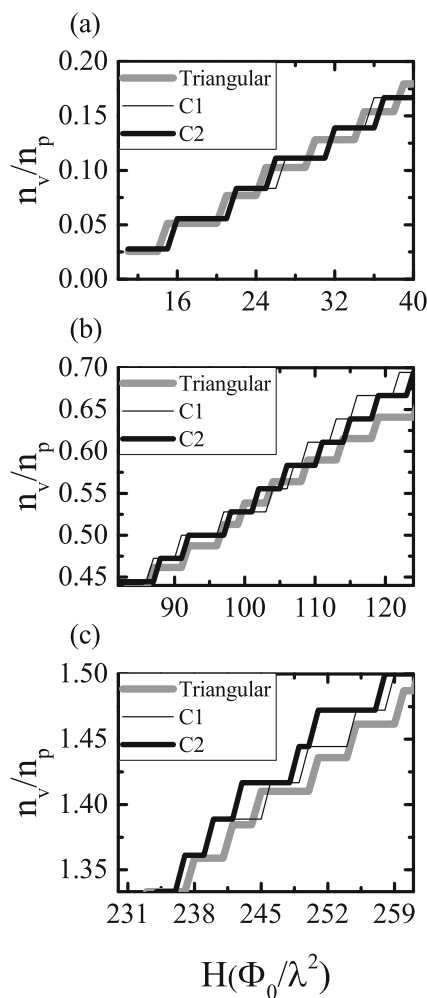 (a)
n_v/n_p
0.20
0.15
0.10
0.05
0.00
Triangular
C1
C2
16 24 32 40
(b)
n_v/n_p
0.70
0.65
0.60
0.55
0.50
0.45
Triangular
C1
C2
90 100 110 120
(c)
n_v/n_p
1.50
1.45
1.40
1.35
Triangular
C1
C2
231 238 245 252 259
H(Φ₀/λ²)